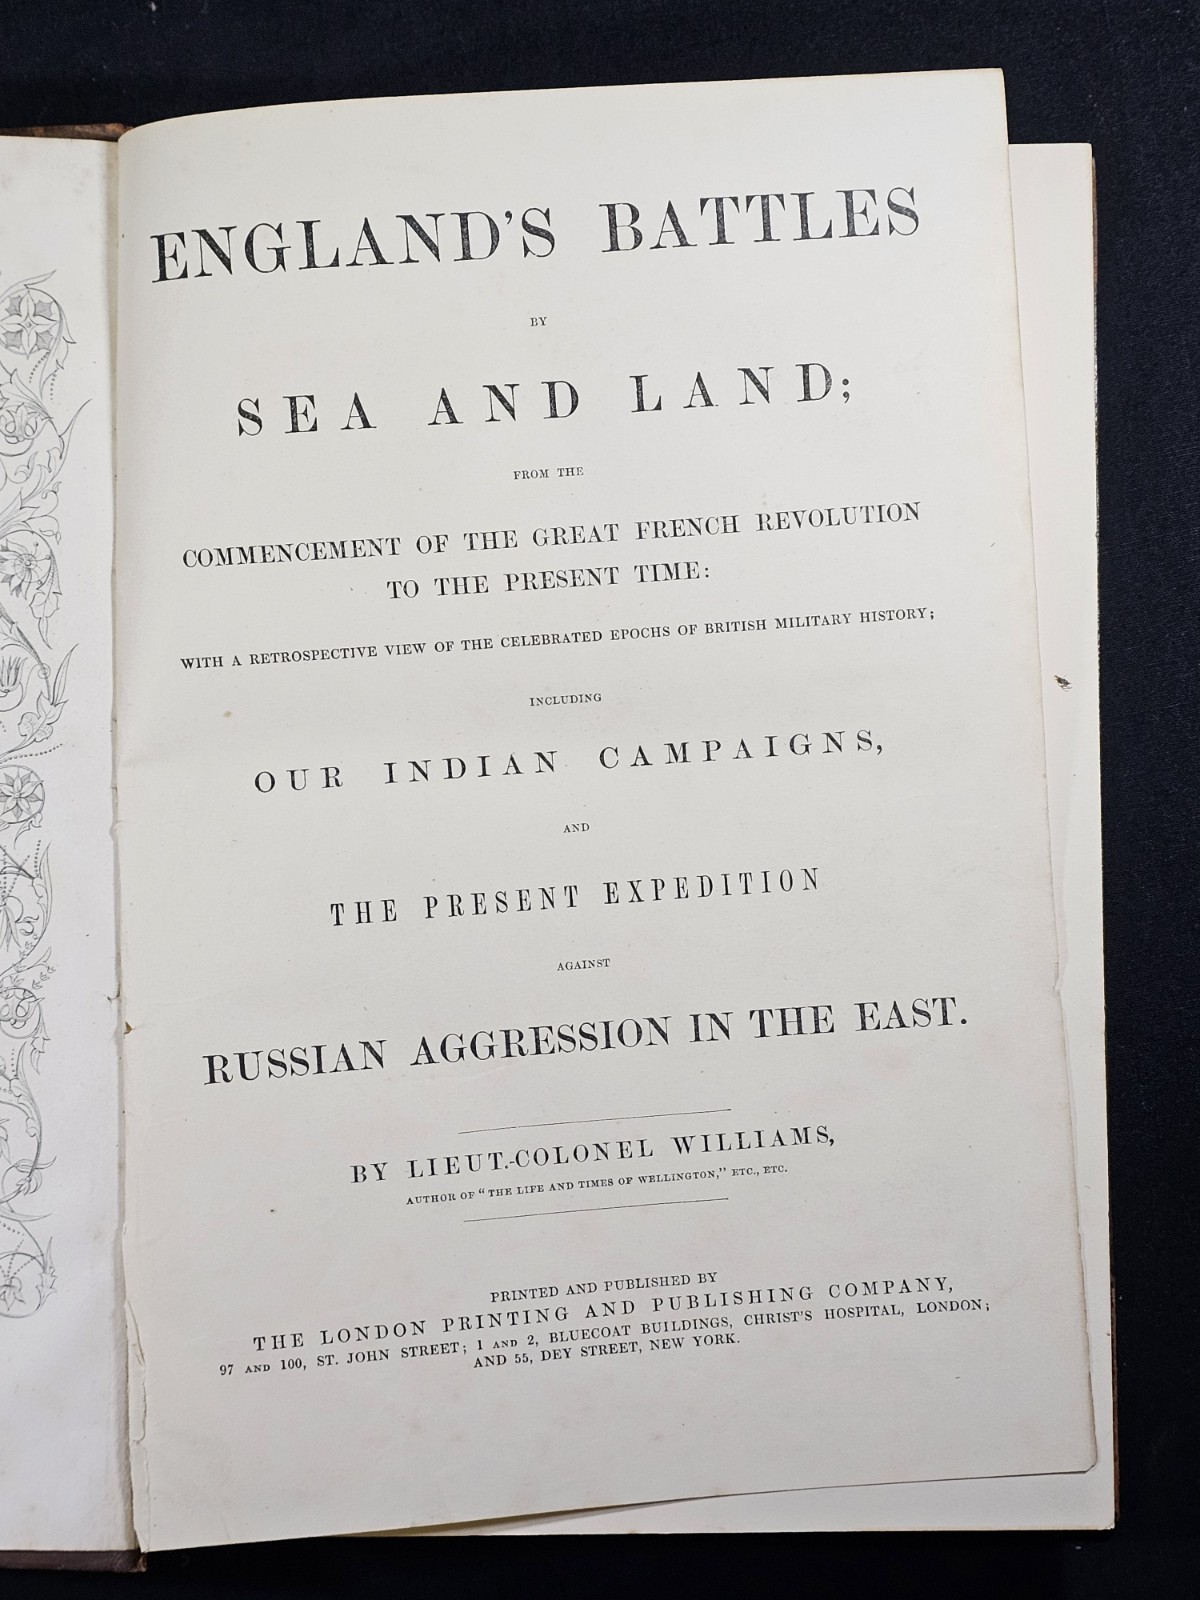 ENGLAND'S BATTLES
BY
SEA AND LAND;
FROM THE
COMMENCEMENT OF THE GREAT FRENCH REVOLUTION
TO THE PRESENT TIME:
WITH A RETROSPECTIVE VIEW OF THE CELEBRATED EPOCHS OF BRITISH MILITARY HISTORY;
INCLUDING
OUR INDIAN CAMPAIGNS,
AND
THE PRESENT EXPEDITION
AGAINST
RUSSIAN AGGRESSION IN THE EAST.
BY LIEUT.-COLONEL WILLIAMS,
AUTHOR OF "THE LIFE AND TIMES OF WELLINGTON," ETC., ETC.
PRINTED AND PUBLISHED BY
THE LONDON PRINTING AND PUBLISHING COMPANY,
97 AND 100, ST. JOHN STREET; 1 AND 2, BLUECOAT BUILDINGS, CHRIST'S HOSPITAL, LONDON;
AND 55, DEY STREET, NEW YORK.